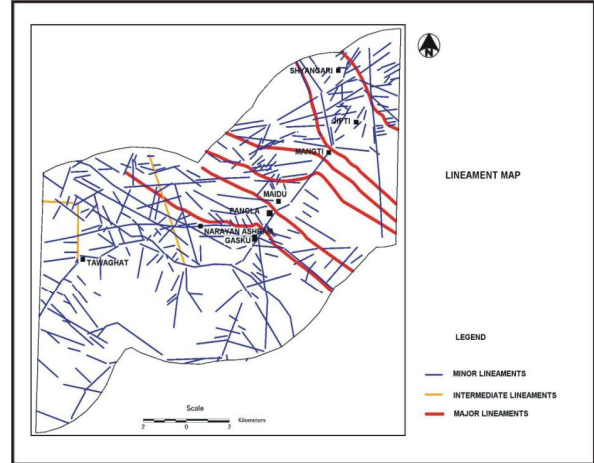 N
SHYANGARI
JIPTI
MANGTI
LINEAMENT MAP
MAIDU
PANGLA
NARAYAN ASHRAM
GASKU
TAWAGHAT
LEGEND
MINOR LINEAMENTS
INTERMEDIATE LINEAMENTS
MAJOR LINEAMENTS
Scale
2 0 2 Kilometers